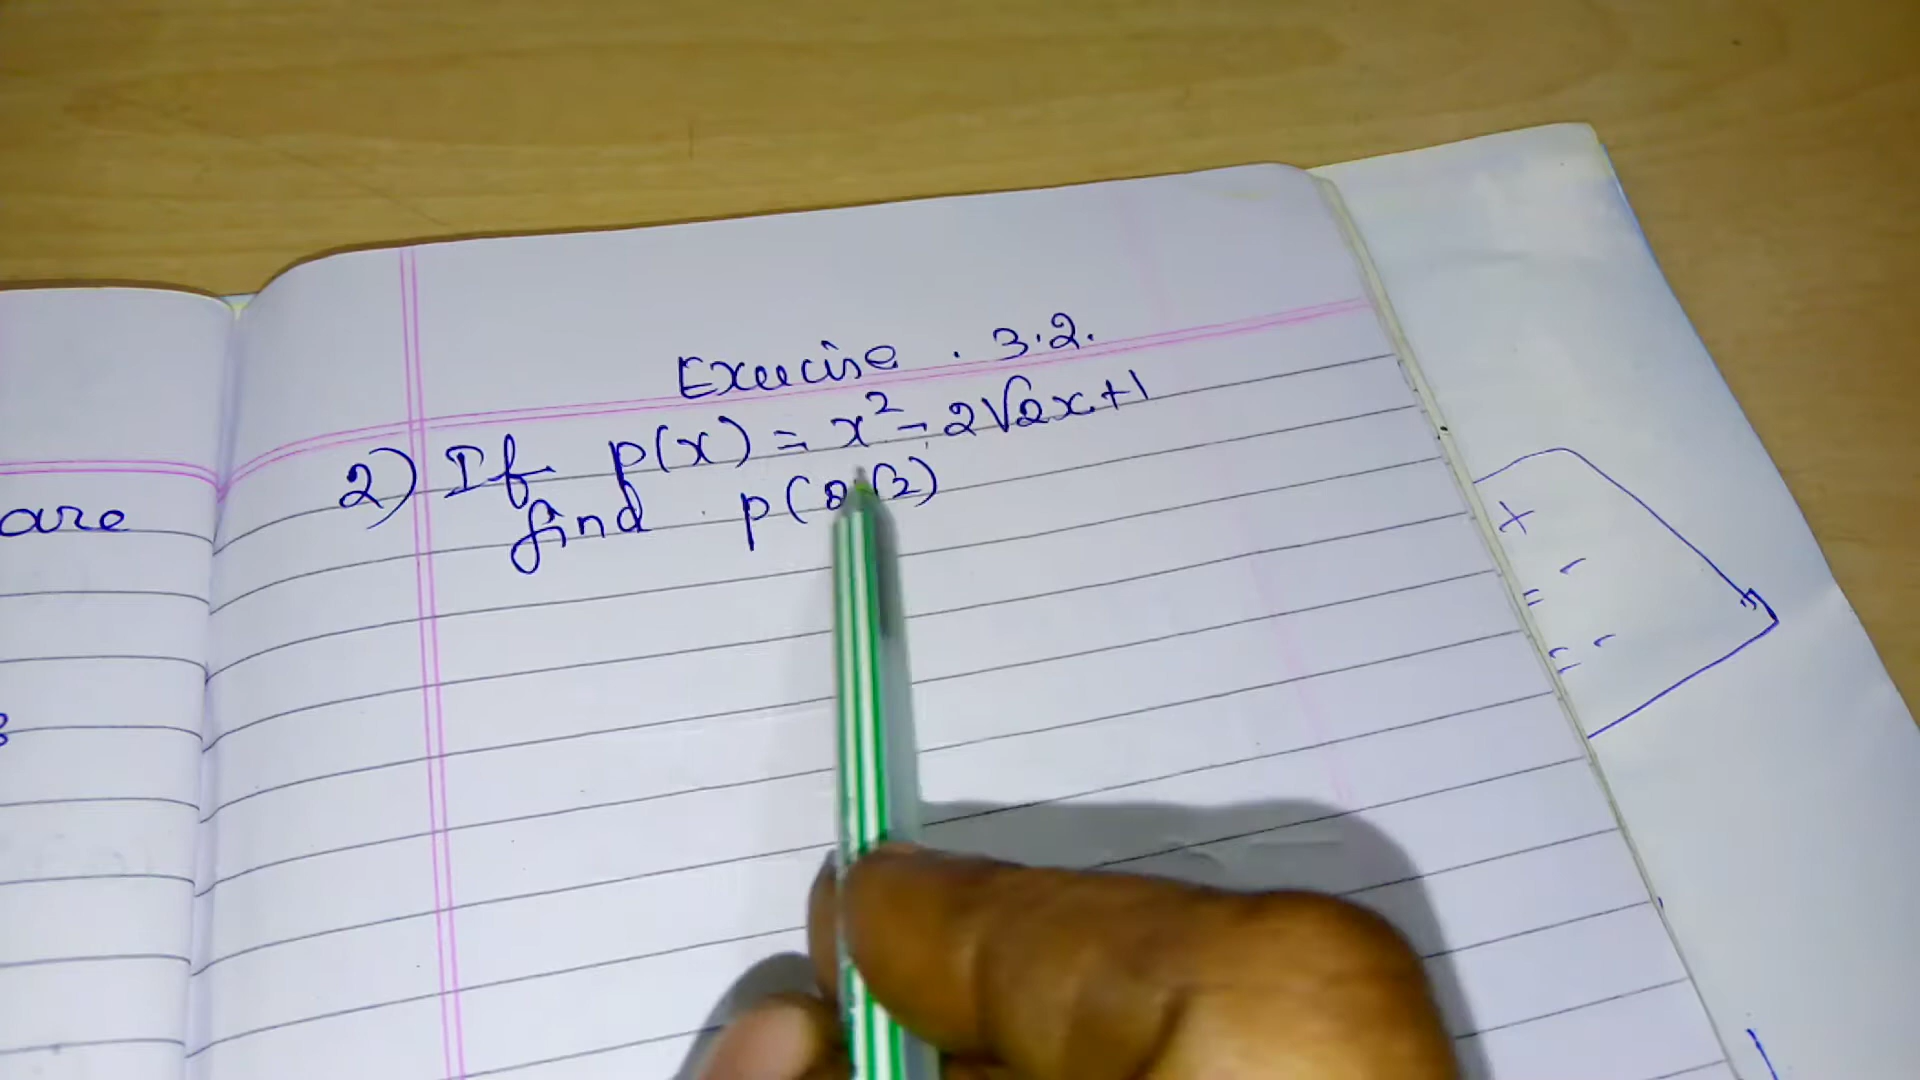 Exercise . 3.2.
2) If p(x) = x² - 2√2x+1
find p(2√2)
are